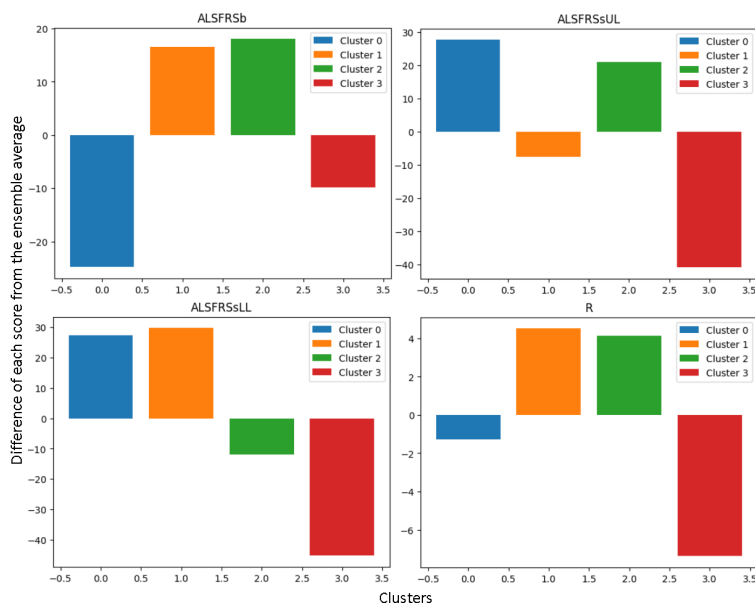 Difference of each score from the ensemble average
ALSFRSb
20
10
0
−10
−20
−0.5 0.0 0.5 1.0 1.5 2.0 2.5 3.0 3.5
Cluster 0
Cluster 1
Cluster 2
Cluster 3
ALSFRSsUL
30
20
10
0
−10
−20
−30
−40
−0.5 0.0 0.5 1.0 1.5 2.0 2.5 3.0 3.5
Cluster 0
Cluster 1
Cluster 2
Cluster 3
ALSFRSsLL
30
20
10
0
−10
−20
−30
−40
−0.5 0.0 0.5 1.0 1.5 2.0 2.5 3.0 3.5
Cluster 0
Cluster 1
Cluster 2
Cluster 3
R
4
2
0
−2
−4
−6
−0.5 0.0 0.5 1.0 1.5 2.0 2.5 3.0 3.5
Cluster 0
Cluster 1
Cluster 2
Cluster 3
Clusters